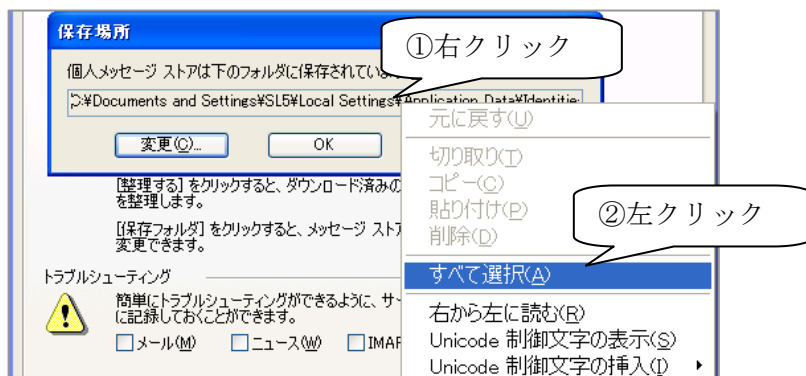 保存場所
①右クリック
個人メッセージ ストアは下のフォルダに保存されてい
C:¥Documents and Settings¥SL5¥Local Settings¥Application Data¥Identitie
変更(C)...
OK
元に戻す(U)
切り取り(T)
コピー(C)
貼り付け(P)
削除(D)
②左クリック
すべて選択(A)
右から左に読む(R)
Unicode 制御文字の表示(S)
Unicode 制御文字の挿入(I)
[整理する] をクリックすると、ダウンロード済みの
を整理します。
[保存フォルダ] をクリックすると、メッセージ スト
変更できます。
トラブルシューティング
簡単にトラブルシューティングができるように、サー
に記録しておくことができます。
メール(M)
ニュース(W)
IMAP